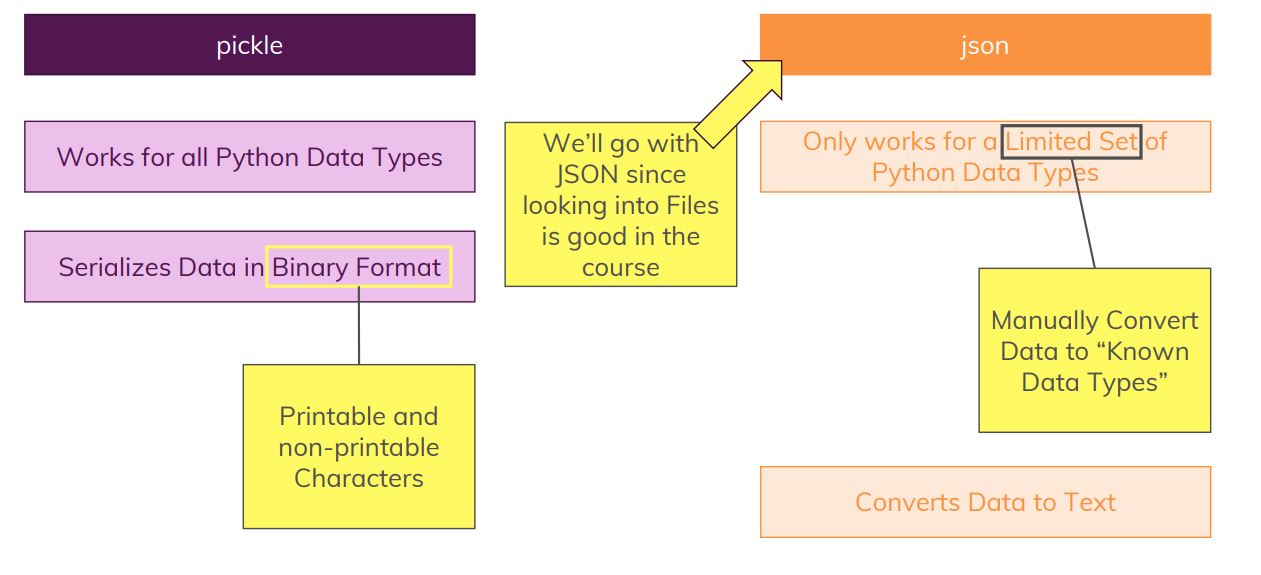 pickle
Works for all Python Data Types
Serializes Data in Binary Format
Printable and
non-printable
Characters
We’ll go with
JSON since
looking into Files
is good in the
course
json
Only works for a Limited Set of
Python Data Types
Manually Convert
Data to “Known
Data Types”
Converts Data to Text